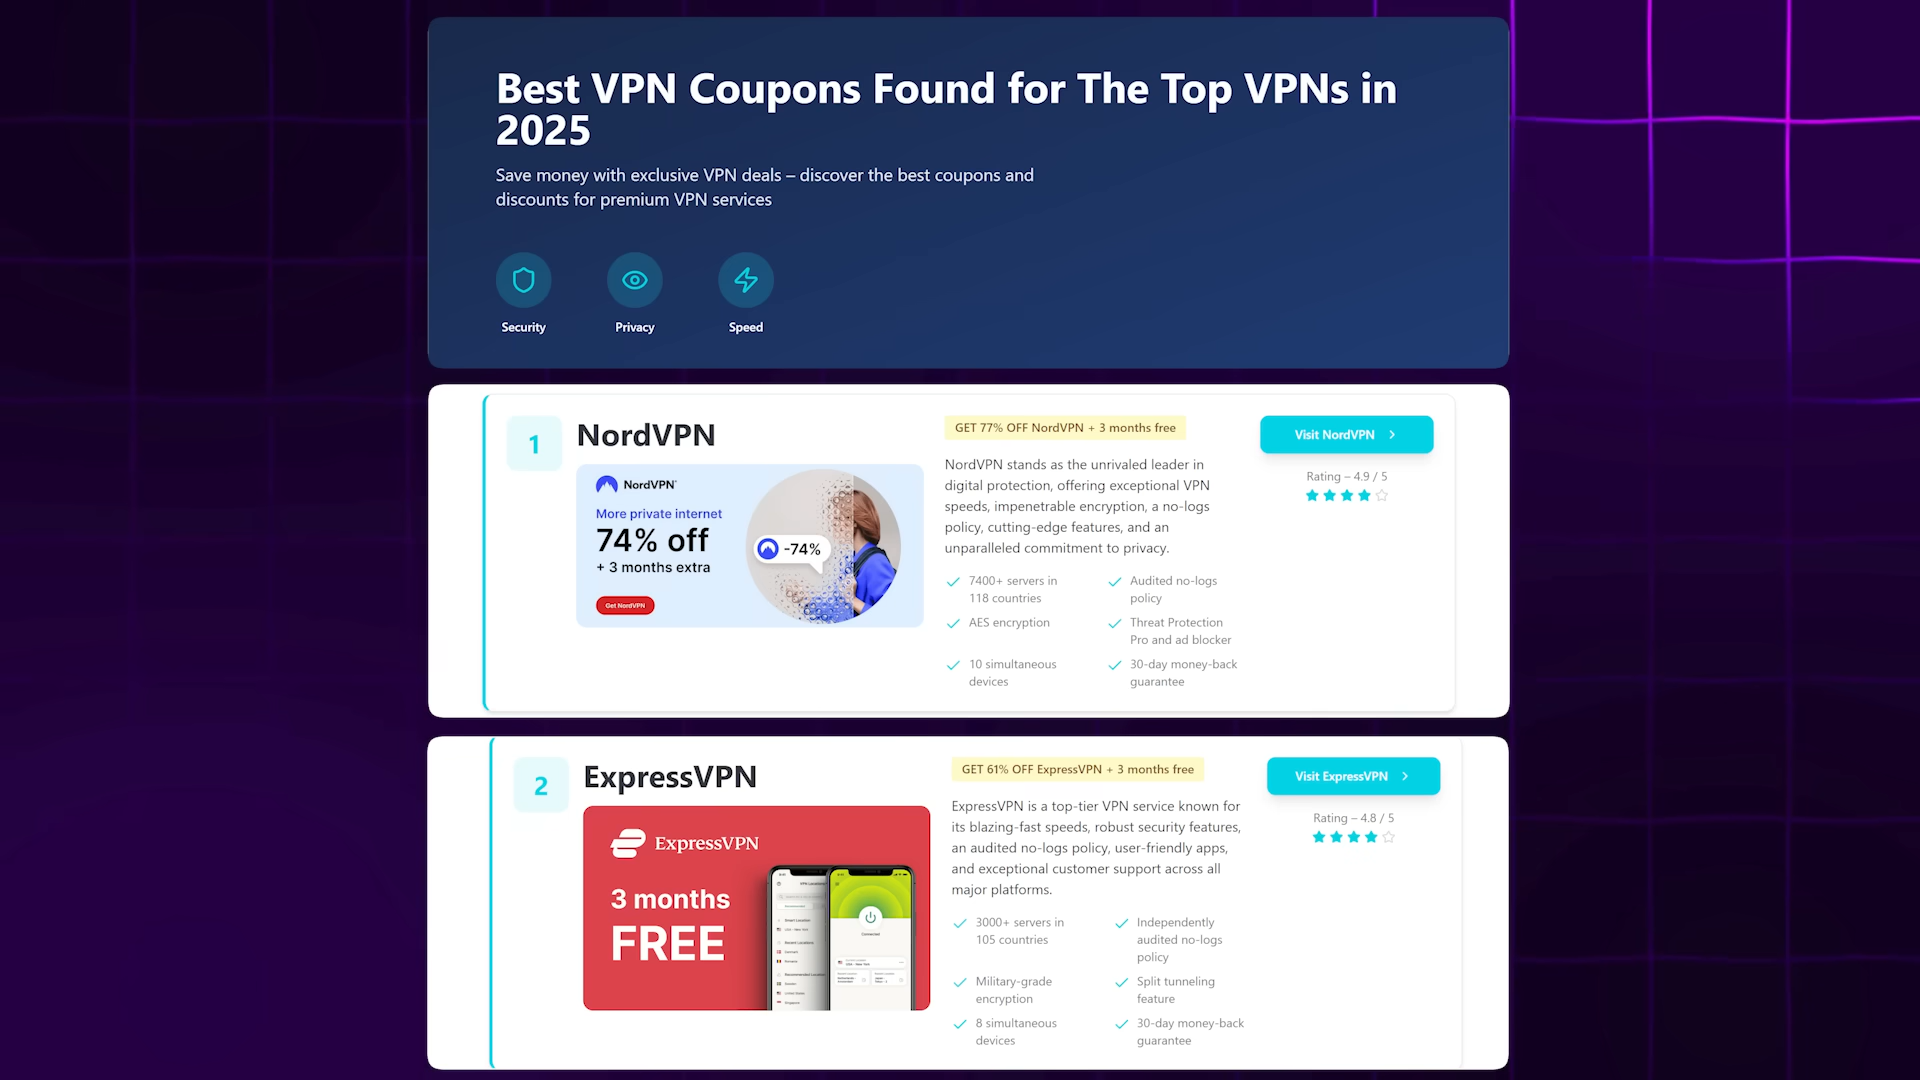 Best VPN Coupons Found for The Top VPNs in
2025
Save money with exclusive VPN deals – discover the best coupons and
discounts for premium VPN services
Security
Privacy
Speed
1
NordVPN
NordVPN®
More private internet
74% off
+ 3 months extra
-74%
Get NordVPN
GET 77% OFF NordVPN + 3 months free
NordVPN stands as the unrivaled leader in
digital protection, offering exceptional VPN
speeds, impenetrable encryption, a no-logs
policy, cutting-edge features, and an
unparalleled commitment to privacy.
7400+ servers in
118 countries
Audited no-logs
policy
AES encryption
Threat Protection
Pro and ad blocker
10 simultaneous
devices
30-day money-back
guarantee
Visit NordVPN
Rating – 4.9 / 5
2
ExpressVPN
ExpressVPN
3 months
FREE
Connected
GET 61% OFF ExpressVPN + 3 months free
ExpressVPN is a top-tier VPN service known for
its blazing-fast speeds, robust security features,
an audited no-logs policy, user-friendly apps,
and exceptional customer support across all
major platforms.
3000+ servers in
105 countries
Independently
audited no-logs
policy
Military-grade
encryption
Split tunneling
feature
8 simultaneous
devices
30-day money-back
guarantee
Visit ExpressVPN
Rating – 4.8 / 5